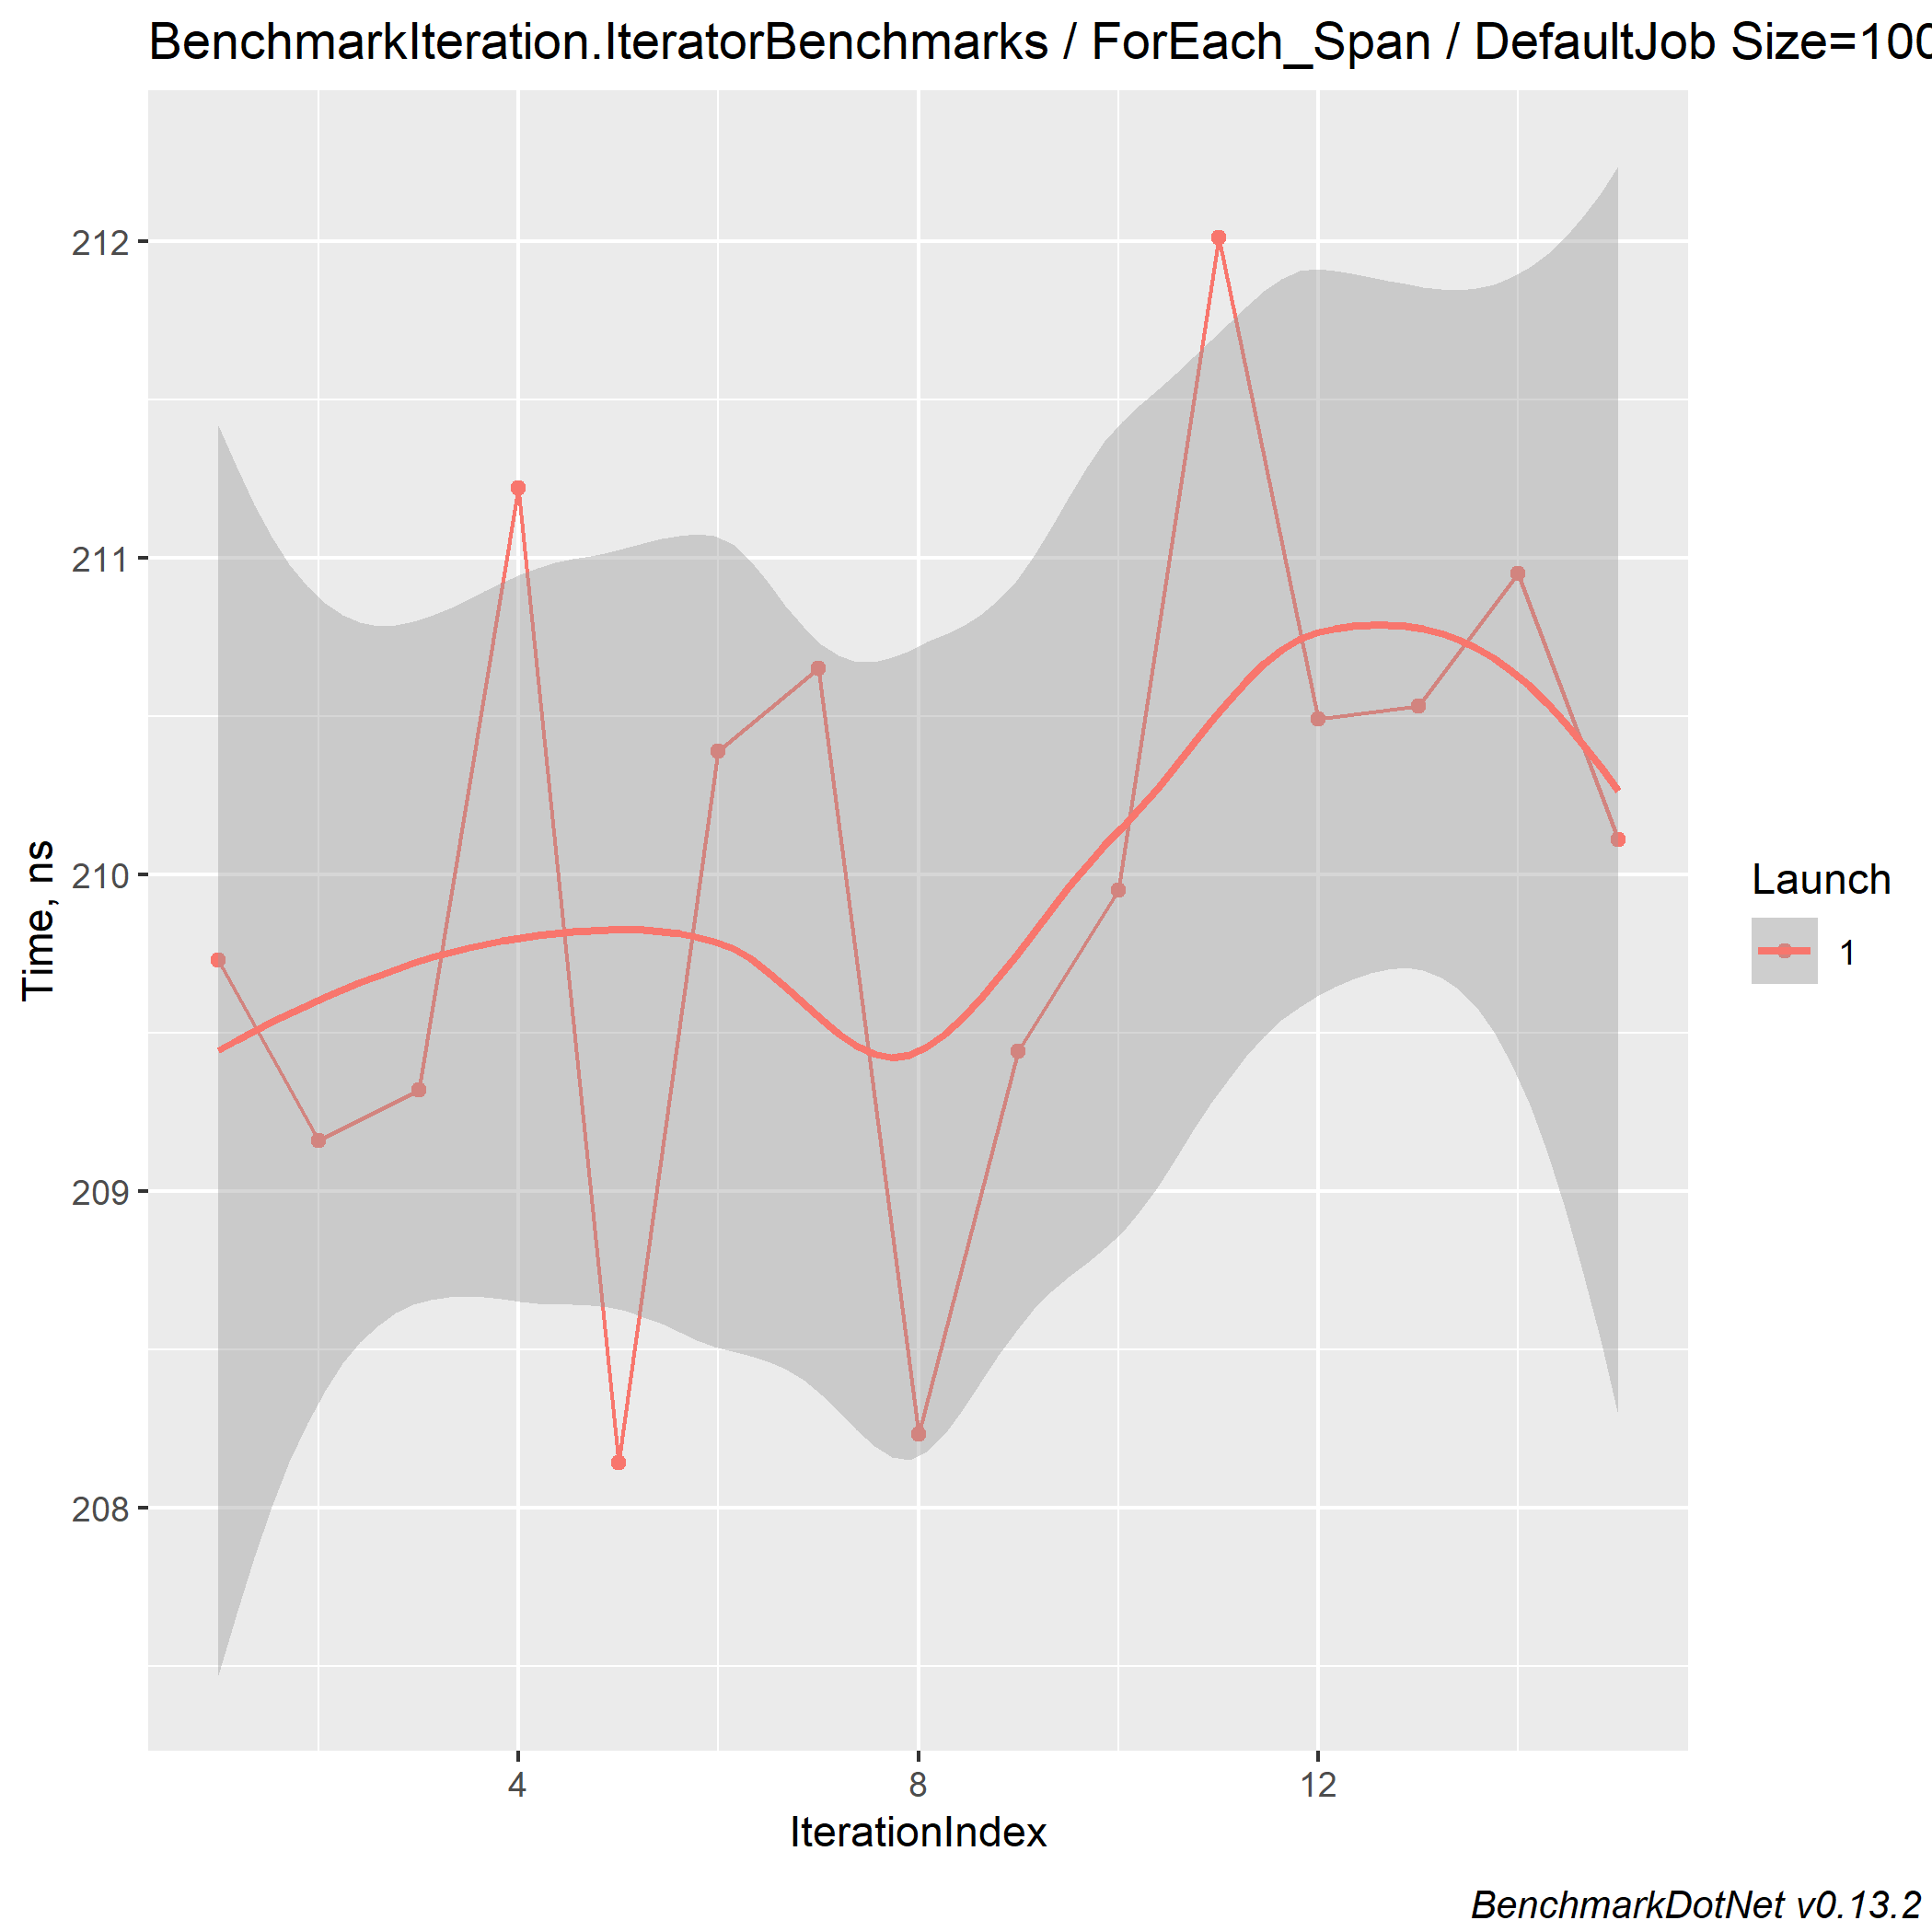 BenchmarkIteration.IteratorBenchmarks / ForEach_Span / DefaultJob Size=100
212
211
210
209
208
Time, ns
4 8 12
IterationIndex
Launch
1
BenchmarkDotNet v0.13.2